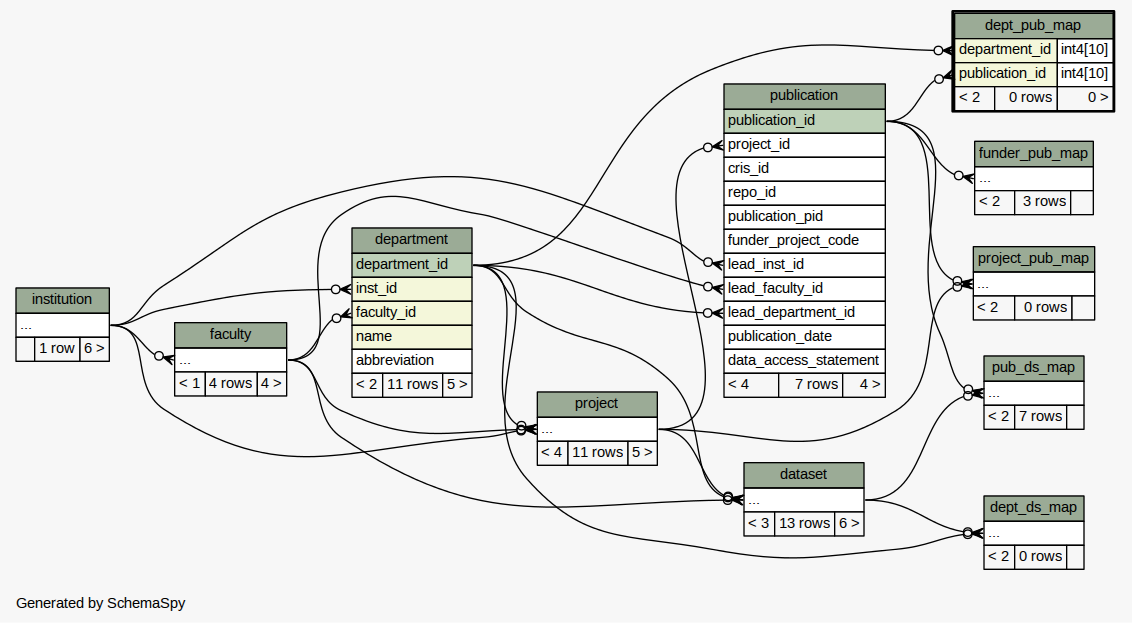 dept_pub_map
department_id int4[10]
publication_id int4[10]
< 2 0 rows 0 >
publication
publication_id
project_id
cris_id
repo_id
publication_pid
funder_project_code
lead_inst_id
lead_faculty_id
lead_department_id
publication_date
data_access_statement
< 4 7 rows 4 >
funder_pub_map
...
< 2 3 rows
department
department_id
inst_id
faculty_id
name
abbreviation
< 2 11 rows 5 >
project_pub_map
...
< 2 0 rows
institution
...
1 row 6 >
faculty
...
< 1 4 rows 4 >
pub_ds_map
...
< 2 7 rows
project
...
< 4 11 rows 5 >
dataset
...
< 3 13 rows 6 >
dept_ds_map
...
< 2 0 rows
Generated by SchemaSpy